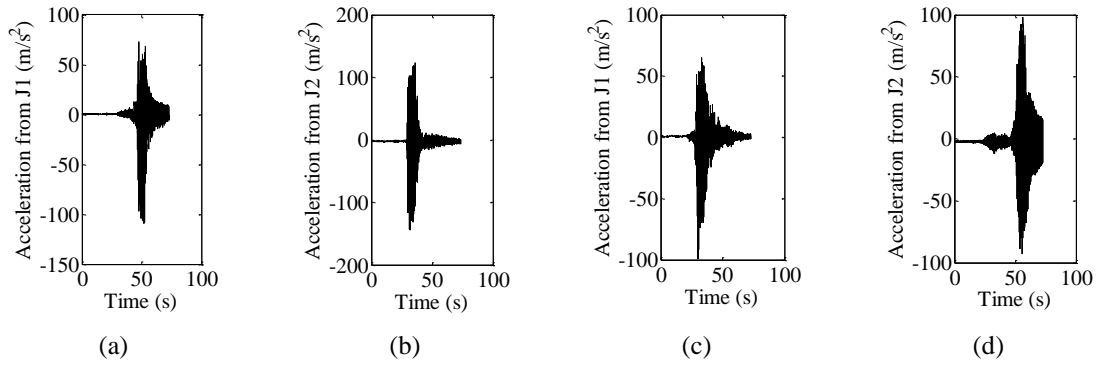 Acceleration from J1 (m/s²)
100
50
0
-50
-100
-150
0 50 100
Time (s)
(a)
Acceleration from J2 (m/s²)
200
100
0
-100
-200
0 50 100
Time (s)
(b)
Acceleration from J1 (m/s²)
100
50
0
-50
-100
0 50 100
Time (s)
(c)
Acceleration from J2 (m/s²)
100
50
0
-50
-100
0 50 100
Time (s)
(d)